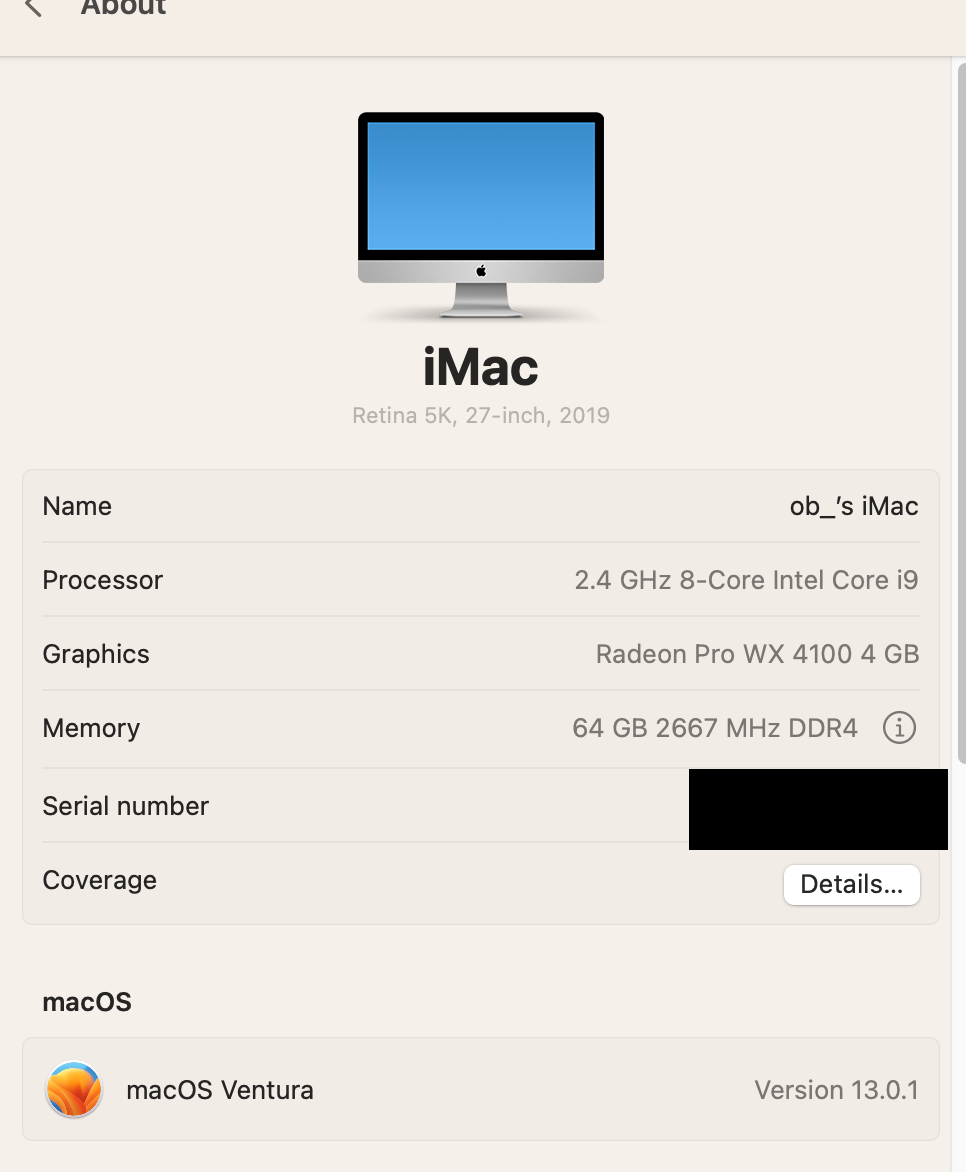 About
iMac
Retina 5K, 27-inch, 2019
Name ob_’s iMac
Processor 2.4 GHz 8-Core Intel Core i9
Graphics Radeon Pro WX 4100 4 GB
Memory 64 GB 2667 MHz DDR4
Serial number
Coverage Details...
macOS
macOS Ventura Version 13.0.1